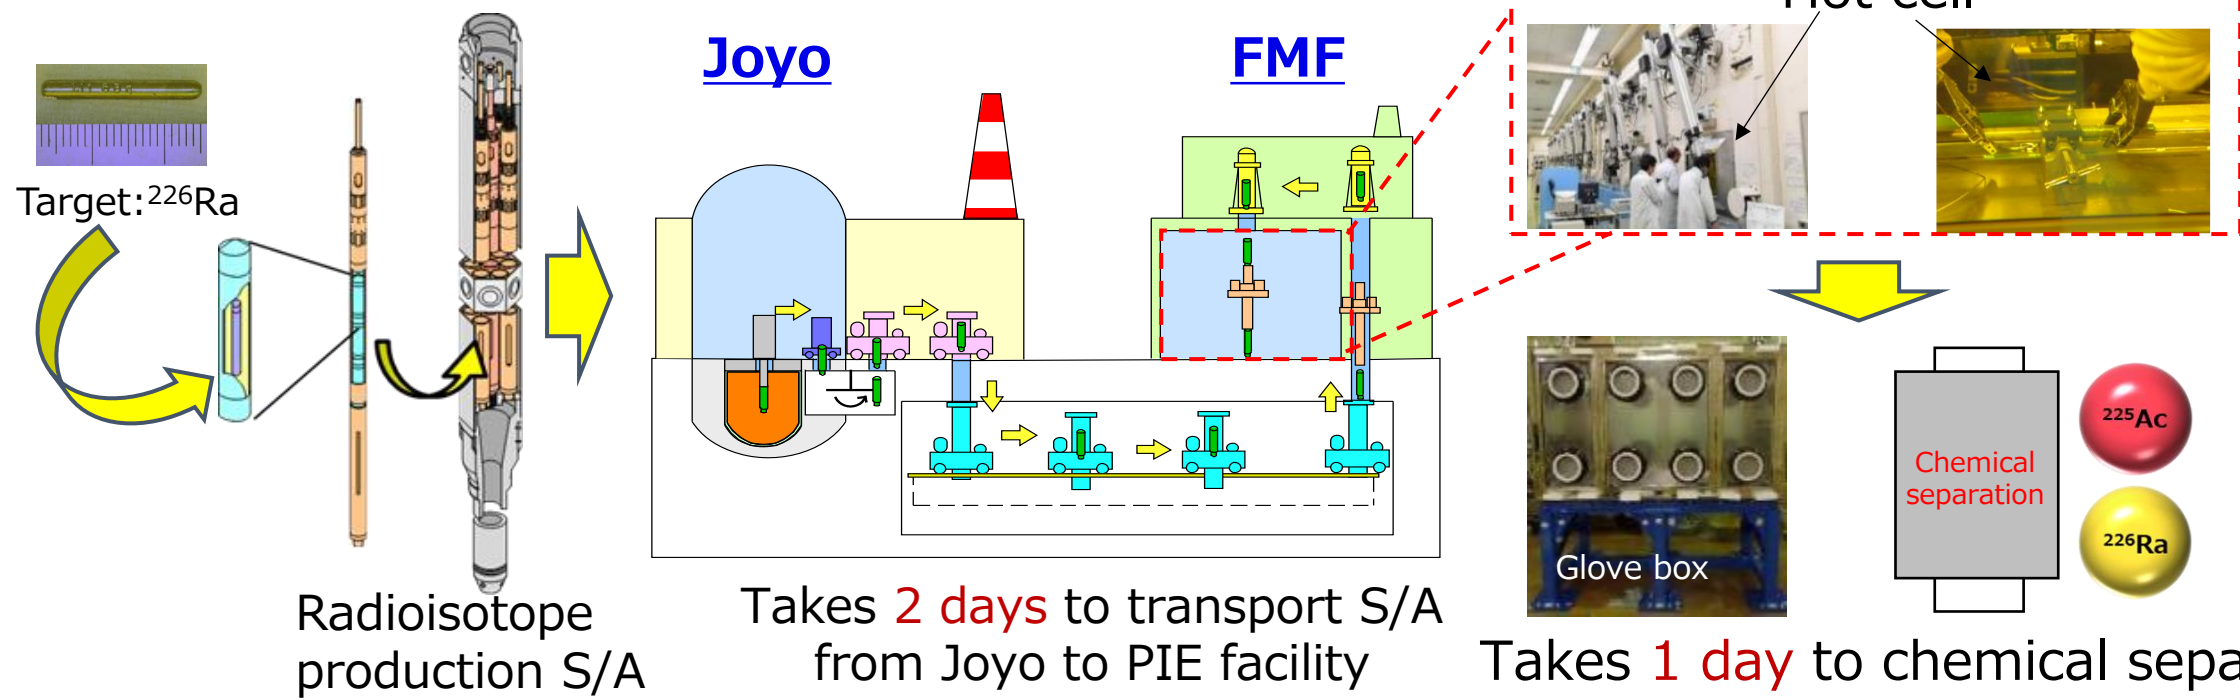 Target:²²⁶Ra
Radioisotope
production S/A
Joyo
FMF
Takes 2 days to transport S/A
from Joyo to PIE facility
Hot cell
Glove box
Chemical
separation
²²⁵Ac
²²⁶Ra
Takes 1 day to chemical sepa